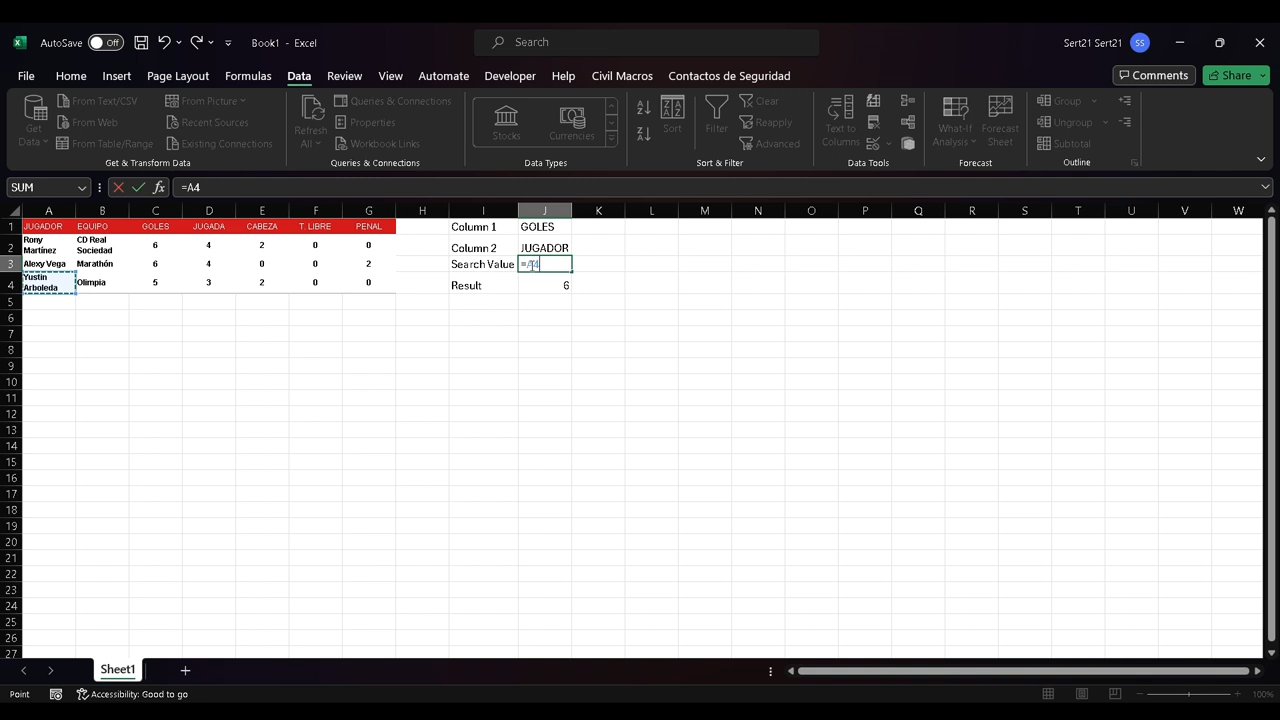 AutoSave Off Book1 - Excel Search Sert21 Sert21 SS
File Home Insert Page Layout Formulas Data Review View Automate Developer Help Civil Macros Contactos de Seguridad Comments Share
Get Data
From Text/CSV
From Web
From Table/Range
From Picture
Recent Sources
Existing Connections
Get & Transform Data
Refresh All
Queries & Connections
Properties
Workbook Links
Queries & Connections
Stocks Currencies
Data Types
Sort
Filter
Clear
Reapply
Advanced
Sort & Filter
Text to Columns
Data Tools
What-If Analysis
Forecast Sheet
Forecast
Group
Ungroup
Subtotal
Outline
SUM fx =A4
A B C D E F G H I J K L M N O P Q R S T U V W
1 JUGADOR EQUIPO GOLES JUGADA CABEZA T. LIBRE PENAL Column 1 GOLES
2 Rony Martínez CD Real Sociedad 6 4 2 0 0 Column 2 JUGADOR
3 Alexy Vega Marathón 6 4 0 0 2 Search Value =A4
4 Yustin Arboleda Olimpia 5 3 2 0 0 Result 6
5
6
7
8
9
10
11
12
13
14
15
16
17
18
19
20
21
22
23
24
25
26
27
Sheet1
Point Accessibility: Good to go 100%